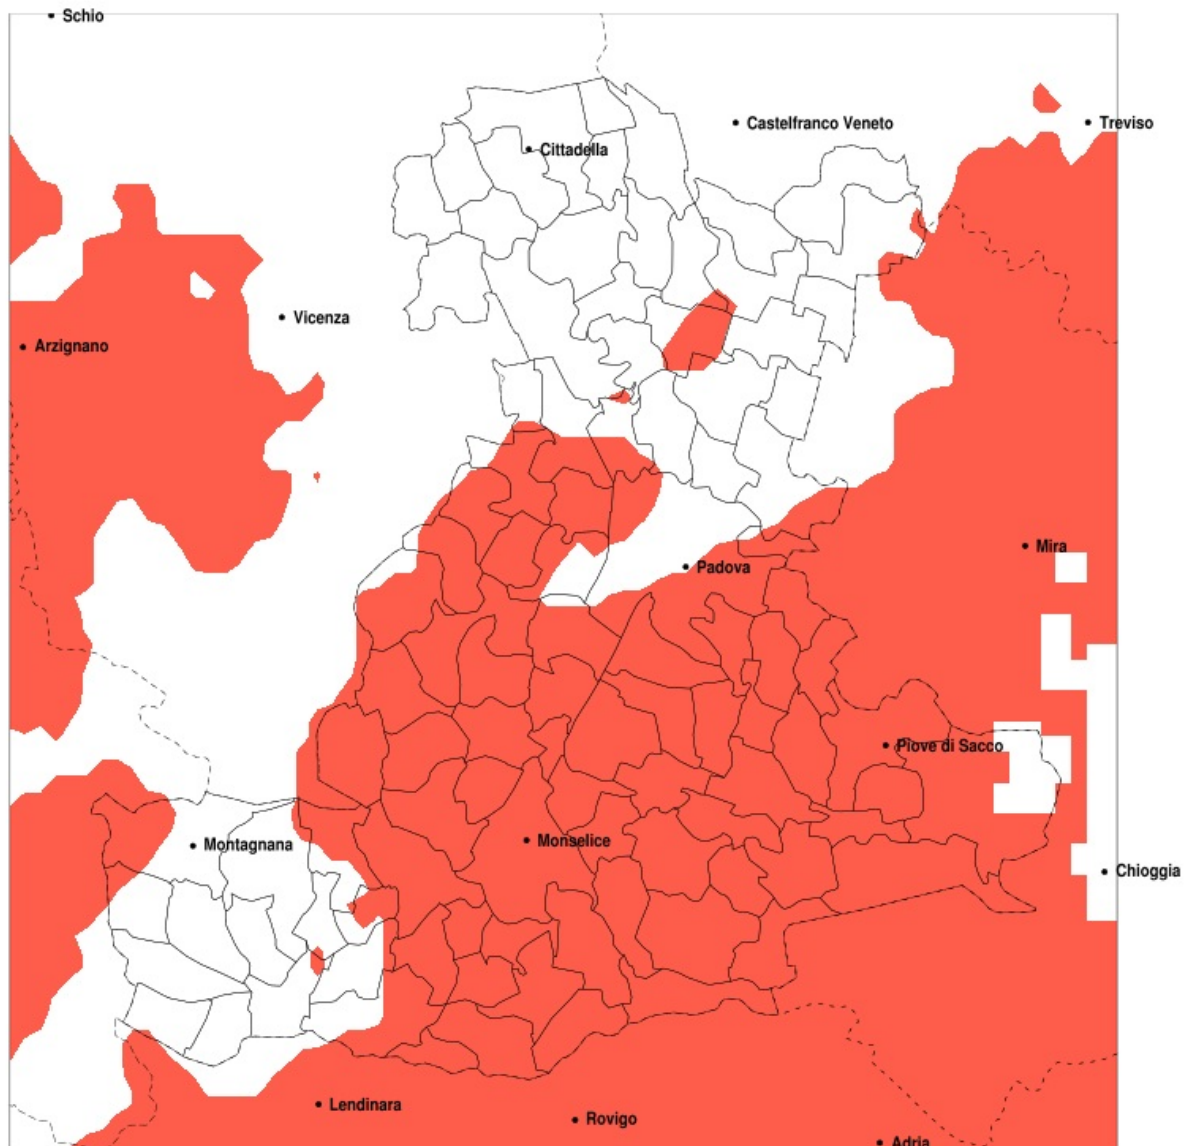 Schio
Castelfranco Veneto
Treviso
Cittadella
Vicenza
Arzignano
Mira
Padova
Piove di Sacco
Montagnana
Monselice
Chioggia
Lendinara
Rovigo
Adria